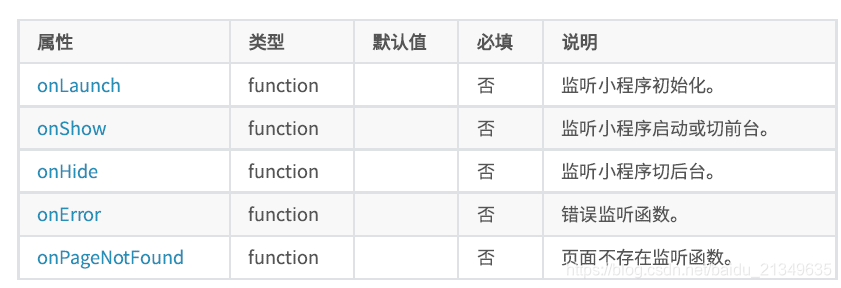 属性 类型 默认值 必填 说明
onLaunch function 否 监听小程序初始化。
onShow function 否 监听小程序启动或切前台。
onHide function 否 监听小程序切后台。
onError function 否 错误监听函数。
onPageNotFound function 否 页面不存在监听函数。
https://blog.csdn.net/baidu_21349635